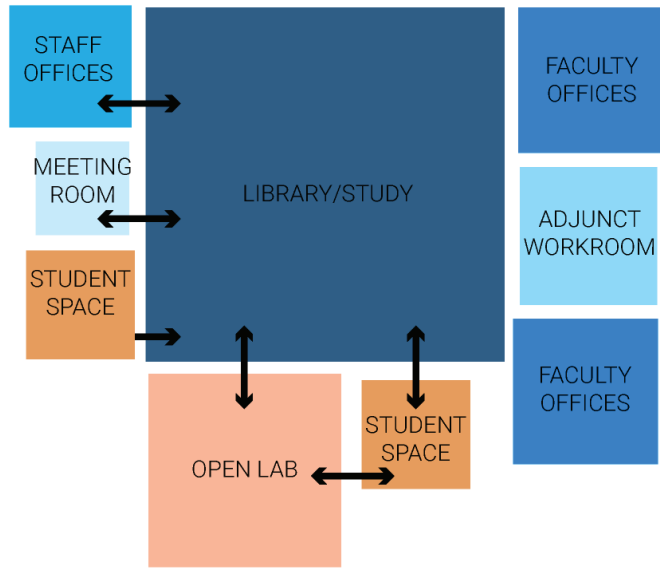 STAFF
OFFICES
FACULTY
OFFICES
MEETING
ROOM
LIBRARY/STUDY
ADJUNCT
WORKROOM
STUDENT
SPACE
FACULTY
OFFICES
STUDENT
SPACE
OPEN LAB